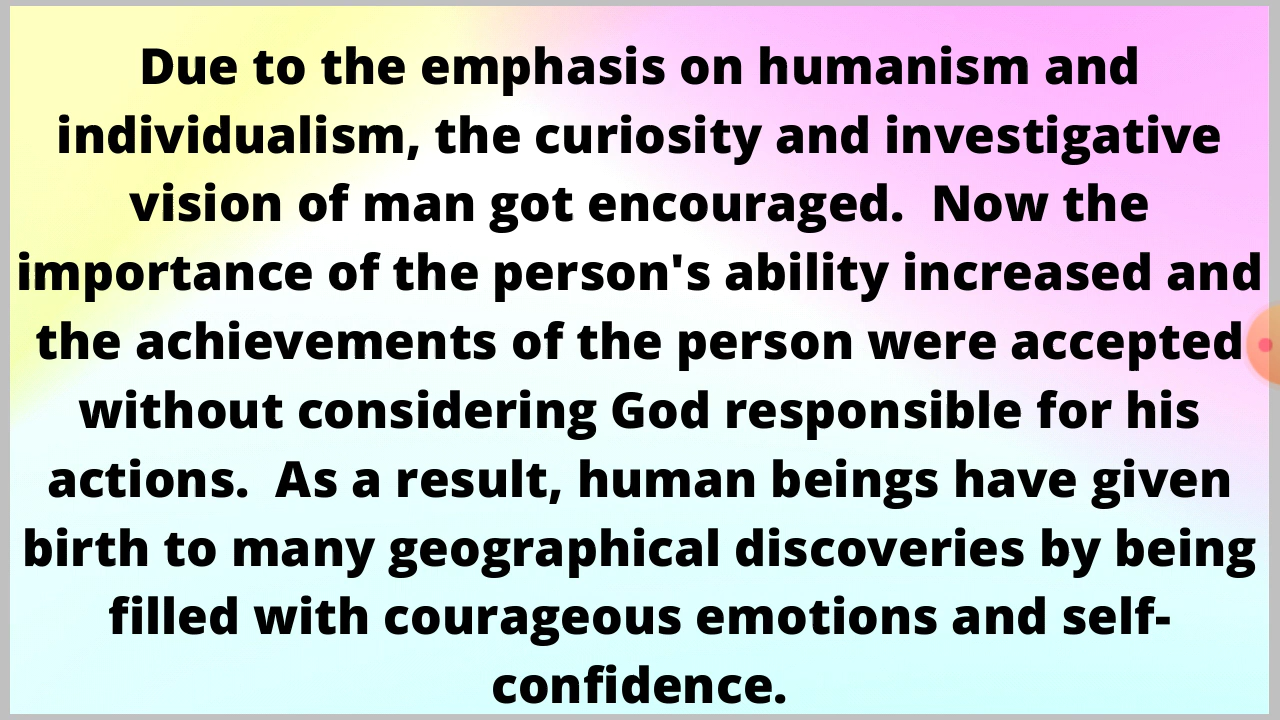 Due to the emphasis on humanism and
individualism, the curiosity and investigative
vision of man got encouraged.  Now the
importance of the person's ability increased and
the achievements of the person were accepted
without considering God responsible for his
actions.  As a result, human beings have given
birth to many geographical discoveries by being
filled with courageous emotions and self-
confidence.